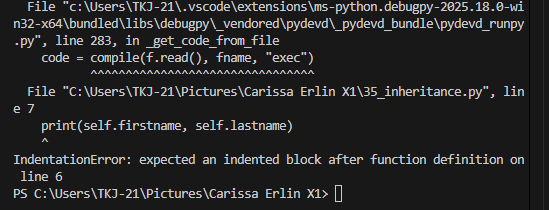 File "c:\Users\TKJ-21\.vscode\extensions\ms-python.debugpy-2025.18.0-wi
n32-x64\bundled\libs\debugpy\_vendored\pydevd\_pydevd_bundle\pydevd_runpy
.py", line 283, in _get_code_from_file
code = compile(f.read(), fname, "exec")
^^^^^^^^^^^^^^^^^^^^^^^^^^^^^^^^
File "C:\Users\TKJ-21\Pictures\Carissa Erlin X1\35_inheritance.py", lin
e 7
print(self.firstname, self.lastname)
^
IndentationError: expected an indented block after function definition on
line 6
PS C:\Users\TKJ-21\Pictures\Carissa Erlin X1>